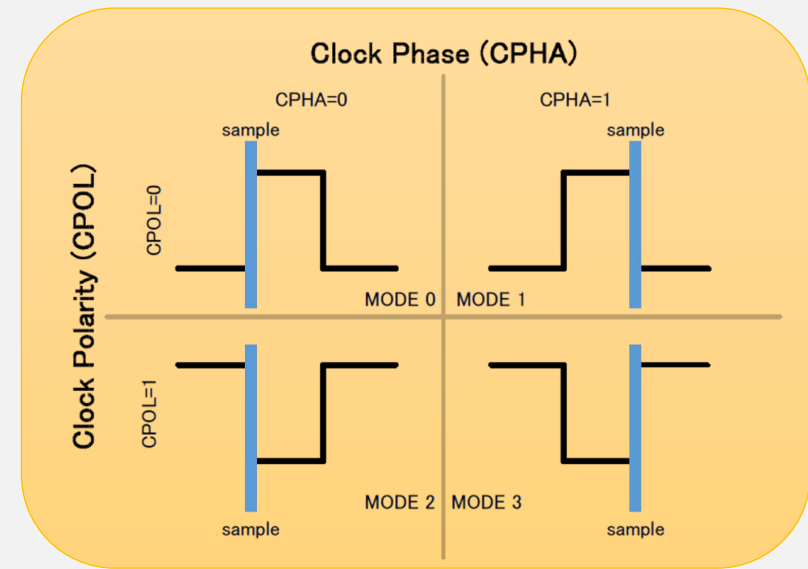 Clock Phase (CPHA)
CPHA=0
CPHA=1
sample
sample
Clock Polarity (CPOL)
CPOL=0
MODE 0
MODE 1
CPOL=1
MODE 2
MODE 3
sample
sample